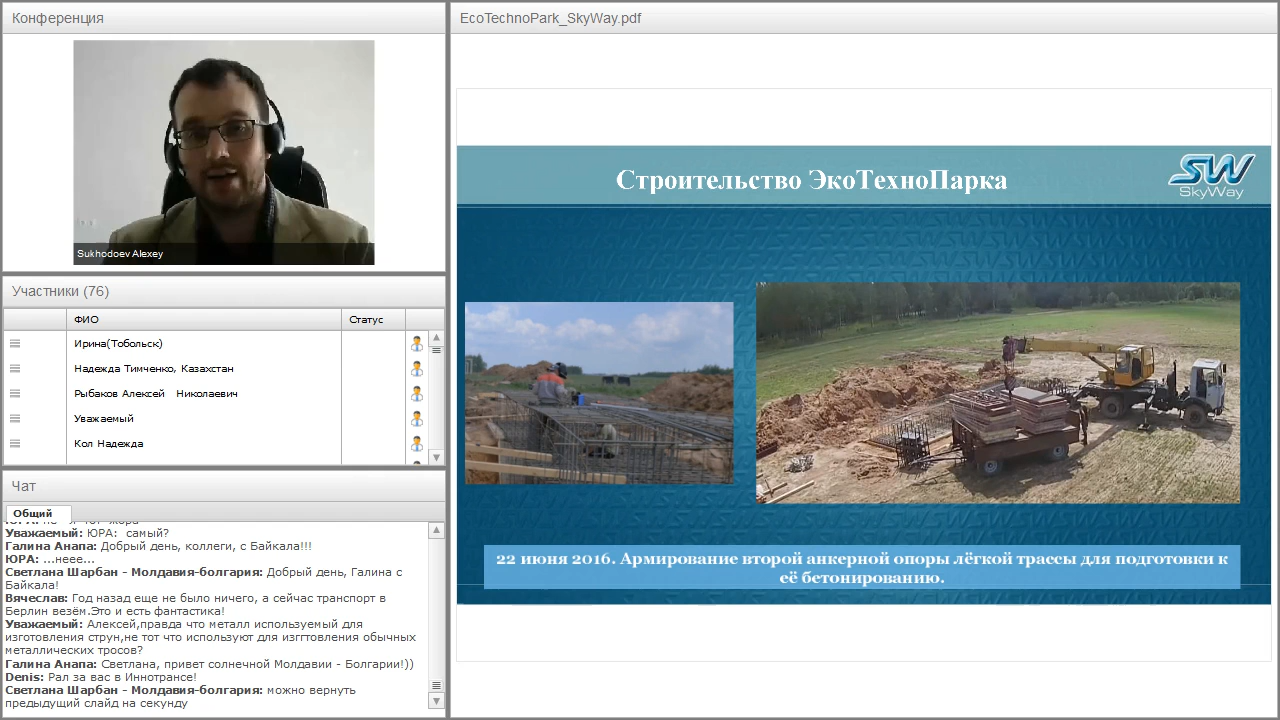 Конференция
Sukhodoev Alexey
Участники (76)
ФИО
Статус
Ирина(Тобольск)
Надежда Тимченко, Казахстан
Рыбаков Алексей Николаевич
Уважаемый
Кол Надежда
Чат
Общий
Уважаемый: ЮРА: самый?
Галина Анапа: Добрый день, коллеги, с Байкала!!!
ЮРА: ...неее...
Светлана Шарбан - Молдавия-болгария: Добрый день, Галина с
Байкала!
Вячеслав: Год назад еще не было ничего, а сейчас транспорт в
Берлин везём.Это и есть фантастика!
Уважаемый: Алексей,правда что металл используемый для
изготовления струн,не тот что используют для изгтговления обычных
металлических тросов?
Галина Анапа: Светлана, привет солнечной Молдавии - Болгарии!))
Denis: Рал за вас в Иннотрансе!
Светлана Шарбан - Молдавия-болгария: можно вернуть
предыдущий слайд на секунду
EcoTechnoPark_SkyWay.pdf
Строительство ЭкоТехноПарка
SW
SkyWay
22 июня 2016. Армирование второй анкерной опоры лёгкой трассы для подготовки к
её бетонированию.